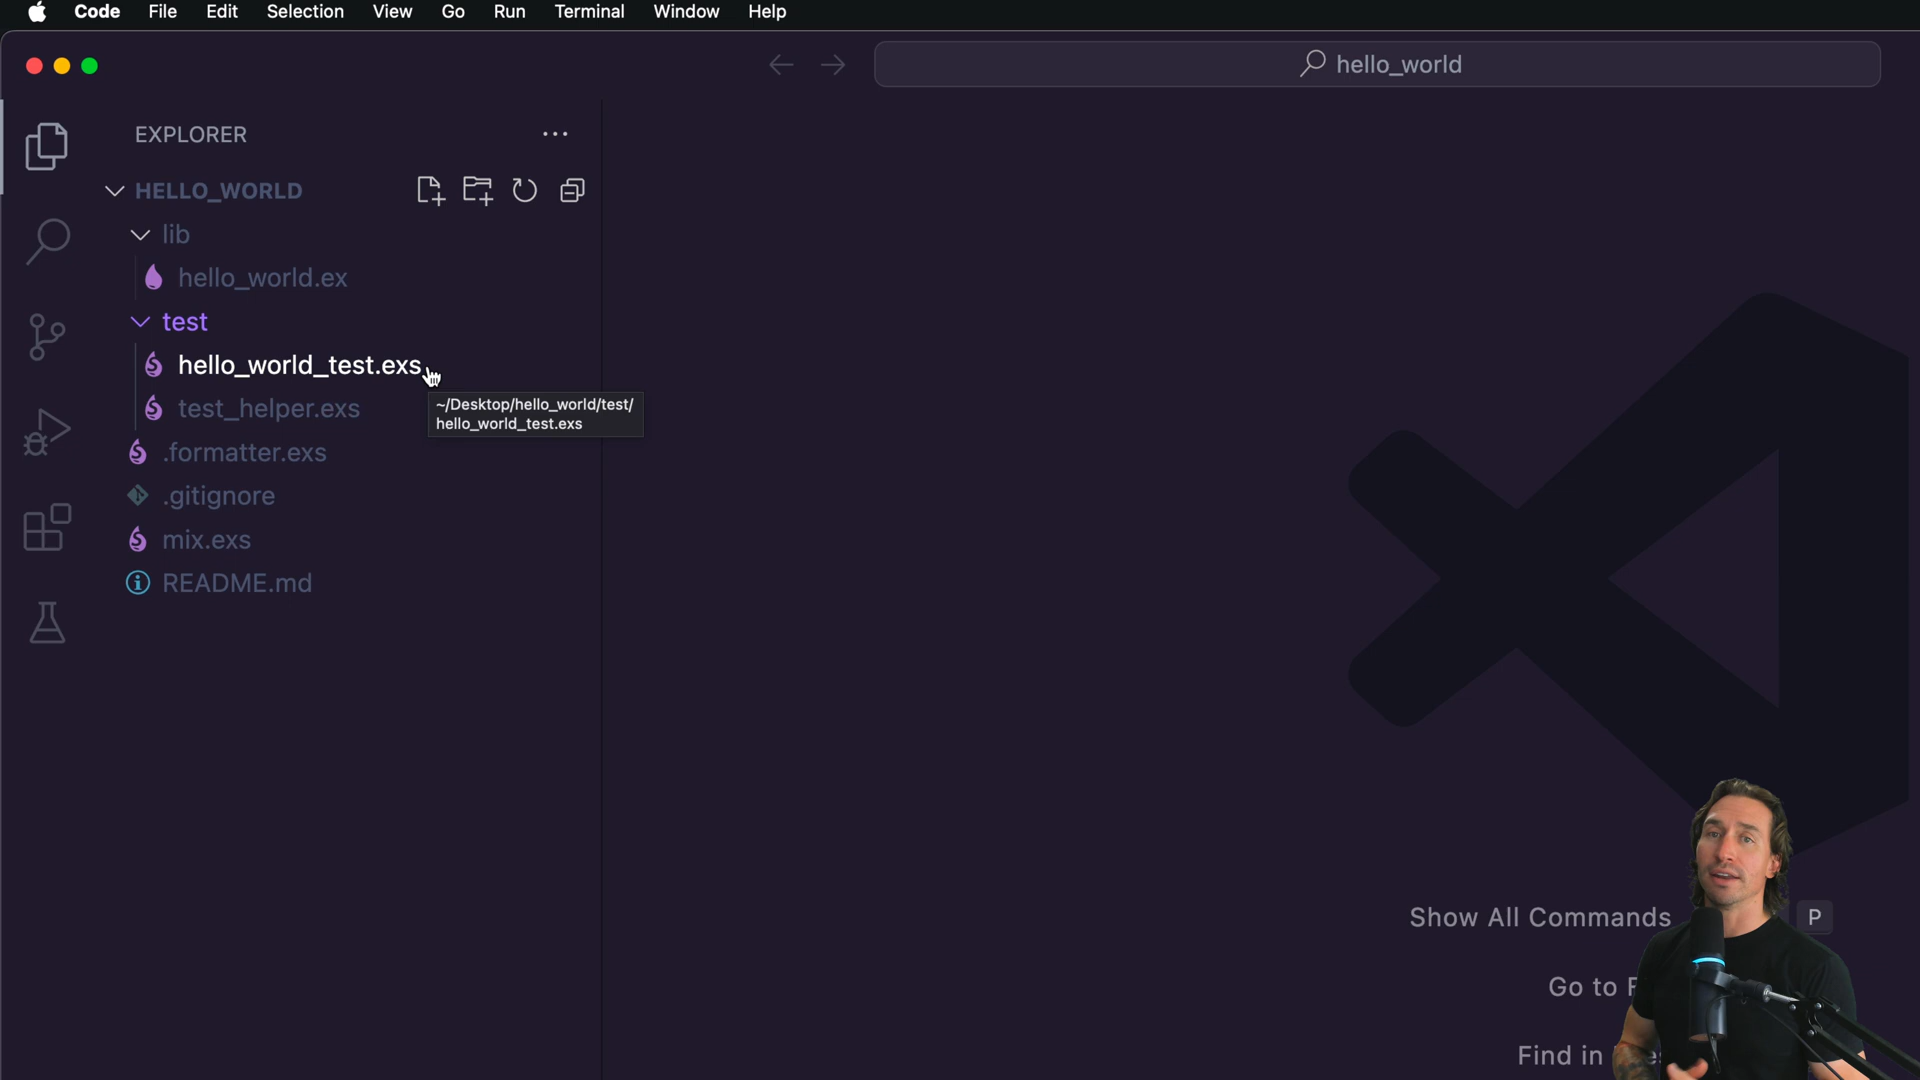 Code File Edit Selection View Go Run Terminal Window Help
hello_world
EXPLORER
HELLO_WORLD
lib
hello_world.ex
test
hello_world_test.exs
test_helper.exs
~/Desktop/hello_world/test/
hello_world_test.exs
.formatter.exs
.gitignore
mix.exs
README.md
Show All Commands P
Go to
Find in